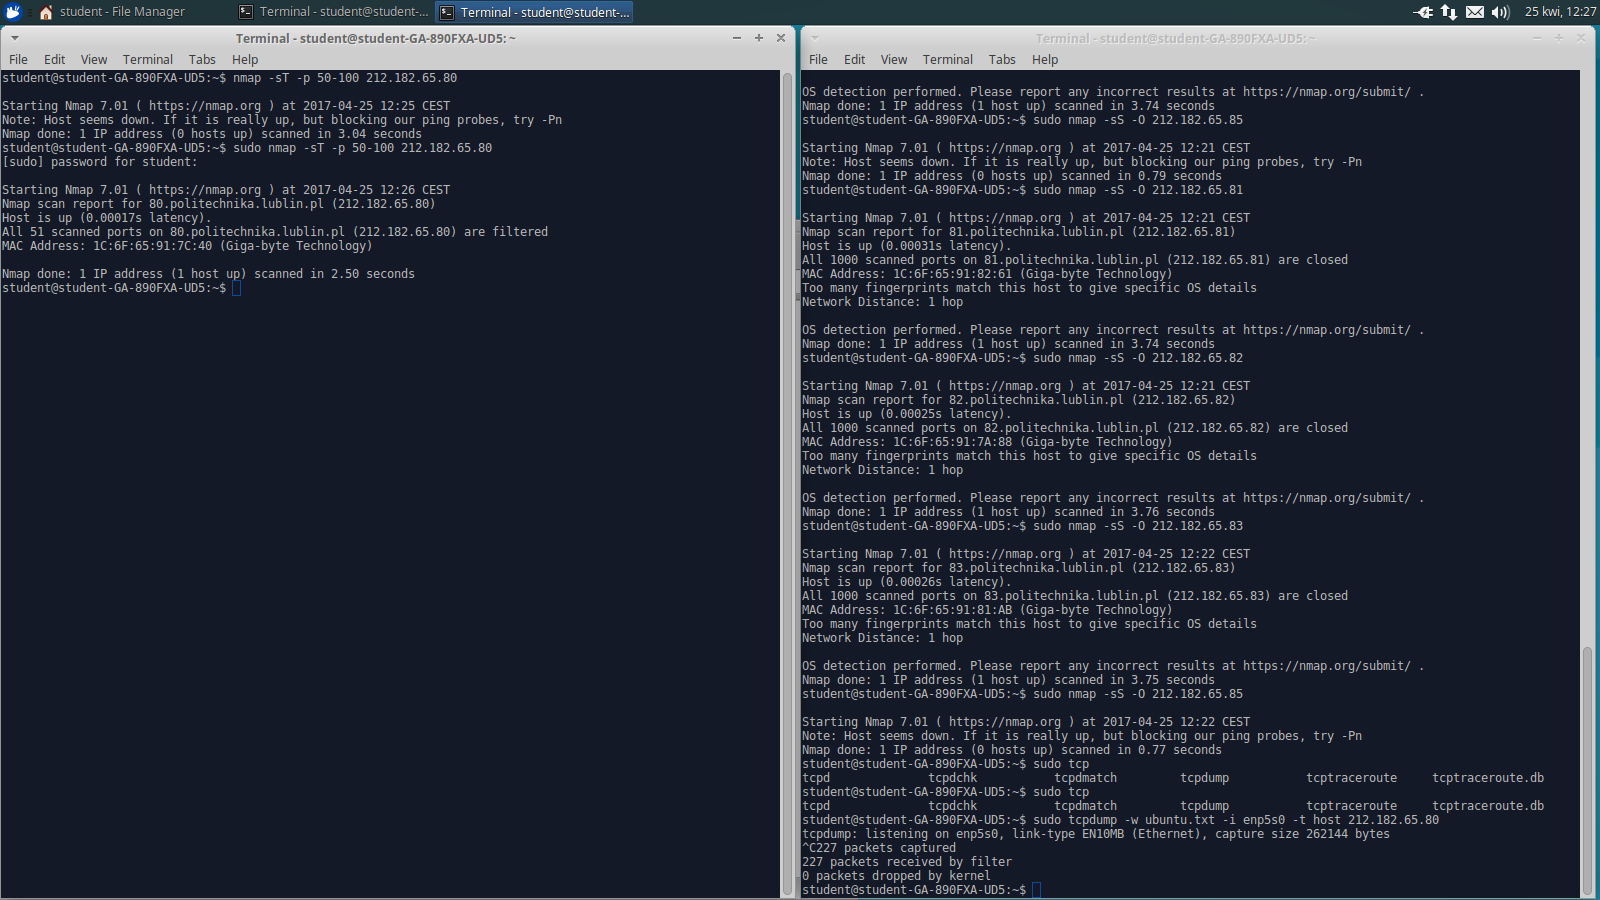 student - File Manager
Terminal - student@student-...
Terminal - student@student-...
25 kwi, 12:27
Terminal - student@student-GA-890FXA-UD5: ~
File Edit View Terminal Tabs Help
student@student-GA-890FXA-UD5:~$ nmap -sT -p 50-100 212.182.65.80
Starting Nmap 7.01 ( https://nmap.org ) at 2017-04-25 12:25 CEST
Note: Host seems down. If it is really up, but blocking our ping probes, try -Pn
Nmap done: 1 IP address (0 hosts up) scanned in 3.04 seconds
student@student-GA-890FXA-UD5:~$ sudo nmap -sT -p 50-100 212.182.65.80
[sudo] password for student:
Starting Nmap 7.01 ( https://nmap.org ) at 2017-04-25 12:26 CEST
Nmap scan report for 80.politechnika.lublin.pl (212.182.65.80)
Host is up (0.00017s latency).
All 51 scanned ports on 80.politechnika.lublin.pl (212.182.65.80) are filtered
MAC Address: 1C:6F:65:91:7C:40 (Giga-byte Technology)
Nmap done: 1 IP address (1 host up) scanned in 2.50 seconds
student@student-GA-890FXA-UD5:~$
Terminal - student@student-GA-890FXA-UD5: ~
File Edit View Terminal Tabs Help
OS detection performed. Please report any incorrect results at https://nmap.org/submit/ .
Nmap done: 1 IP address (1 host up) scanned in 3.74 seconds
student@student-GA-890FXA-UD5:~$ sudo nmap -sS -O 212.182.65.85
Starting Nmap 7.01 ( https://nmap.org ) at 2017-04-25 12:21 CEST
Note: Host seems down. If it is really up, but blocking our ping probes, try -Pn
Nmap done: 1 IP address (0 hosts up) scanned in 0.79 seconds
student@student-GA-890FXA-UD5:~$ sudo nmap -sS -O 212.182.65.81
Starting Nmap 7.01 ( https://nmap.org ) at 2017-04-25 12:21 CEST
Nmap scan report for 81.politechnika.lublin.pl (212.182.65.81)
Host is up (0.00031s latency).
All 1000 scanned ports on 81.politechnika.lublin.pl (212.182.65.81) are closed
MAC Address: 1C:6F:65:91:82:61 (Giga-byte Technology)
Too many fingerprints match this host to give specific OS details
Network Distance: 1 hop
OS detection performed. Please report any incorrect results at https://nmap.org/submit/ .
Nmap done: 1 IP address (1 host up) scanned in 3.74 seconds
student@student-GA-890FXA-UD5:~$ sudo nmap -sS -O 212.182.65.82
Starting Nmap 7.01 ( https://nmap.org ) at 2017-04-25 12:21 CEST
Nmap scan report for 82.politechnika.lublin.pl (212.182.65.82)
Host is up (0.00025s latency).
All 1000 scanned ports on 82.politechnika.lublin.pl (212.182.65.82) are closed
MAC Address: 1C:6F:65:91:7A:88 (Giga-byte Technology)
Too many fingerprints match this host to give specific OS details
Network Distance: 1 hop
OS detection performed. Please report any incorrect results at https://nmap.org/submit/ .
Nmap done: 1 IP address (1 host up) scanned in 3.76 seconds
student@student-GA-890FXA-UD5:~$ sudo nmap -sS -O 212.182.65.83
Starting Nmap 7.01 ( https://nmap.org ) at 2017-04-25 12:22 CEST
Nmap scan report for 83.politechnika.lublin.pl (212.182.65.83)
Host is up (0.00026s latency).
All 1000 scanned ports on 83.politechnika.lublin.pl (212.182.65.83) are closed
MAC Address: 1C:6F:65:91:81:AB (Giga-byte Technology)
Too many fingerprints match this host to give specific OS details
Network Distance: 1 hop
OS detection performed. Please report any incorrect results at https://nmap.org/submit/ .
Nmap done: 1 IP address (1 host up) scanned in 3.75 seconds
student@student-GA-890FXA-UD5:~$ sudo nmap -sS -O 212.182.65.85
Starting Nmap 7.01 ( https://nmap.org ) at 2017-04-25 12:22 CEST
Note: Host seems down. If it is really up, but blocking our ping probes, try -Pn
Nmap done: 1 IP address (0 hosts up) scanned in 0.77 seconds
student@student-GA-890FXA-UD5:~$ sudo tcp
tcpd tcpdchk tcpdmatch tcpdump tcptraceroute tcptraceroute.db
student@student-GA-890FXA-UD5:~$ sudo tcp
tcpd tcpdchk tcpdmatch tcpdump tcptraceroute tcptraceroute.db
student@student-GA-890FXA-UD5:~$ sudo tcpdump -w ubuntu.txt -i enp5s0 -t host 212.182.65.80
tcpdump: listening on enp5s0, link-type EN10MB (Ethernet), capture size 262144 bytes
^C227 packets captured
227 packets received by filter
0 packets dropped by kernel
student@student-GA-890FXA-UD5:~$